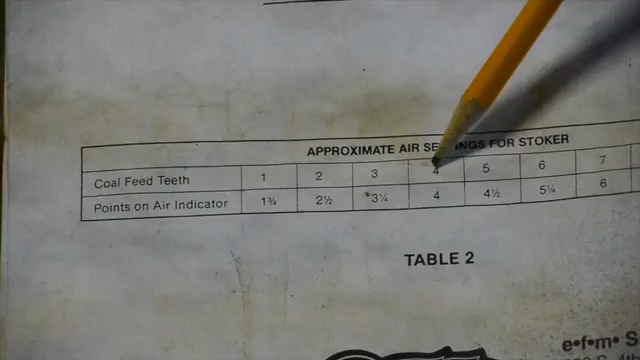 APPROXIMATE AIR SETTINGS FOR STOKER
Coal Feed Teeth 1 2 3 4 5 6 7
Points on Air Indicator 1¾ 2½ *3¼ 4 4½ 5¼ 6
TABLE 2
e•f•m• S